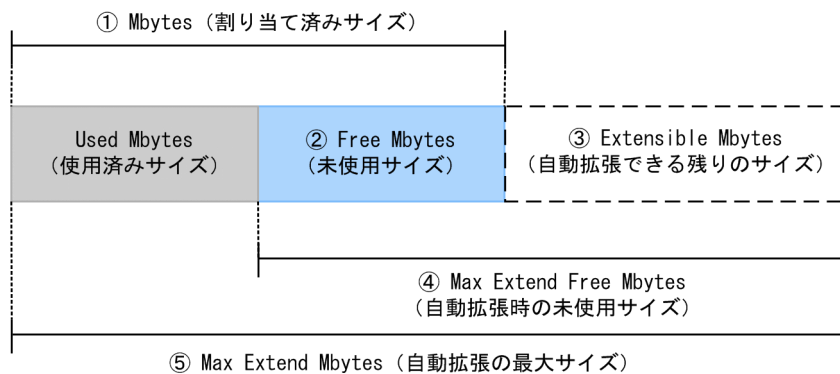 ① Mbytes（割り当て済みサイズ）
Used Mbytes
（使用済みサイズ）
② Free Mbytes
（未使用サイズ）
③ Extensible Mbytes
（自動拡張できる残りのサイズ）
④ Max Extend Free Mbytes
（自動拡張時の未使用サイズ）
⑤ Max Extend Mbytes（自動拡張の最大サイズ）